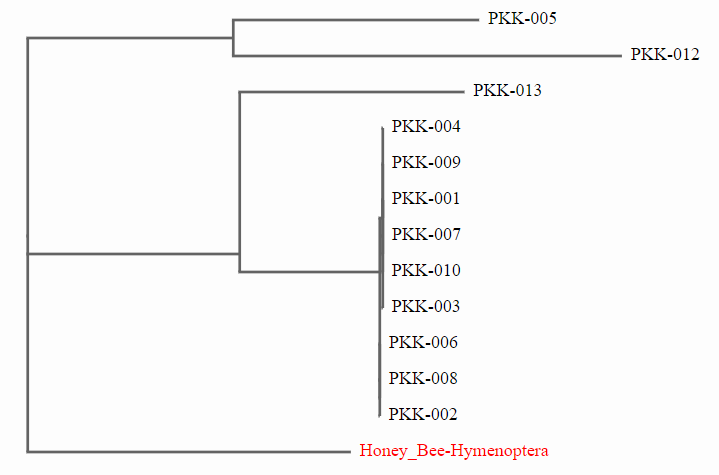 PKK-005
PKK-012
PKK-013
PKK-004
PKK-009
PKK-001
PKK-007
PKK-010
PKK-003
PKK-006
PKK-008
PKK-002
Honey_Bee-Hymenoptera